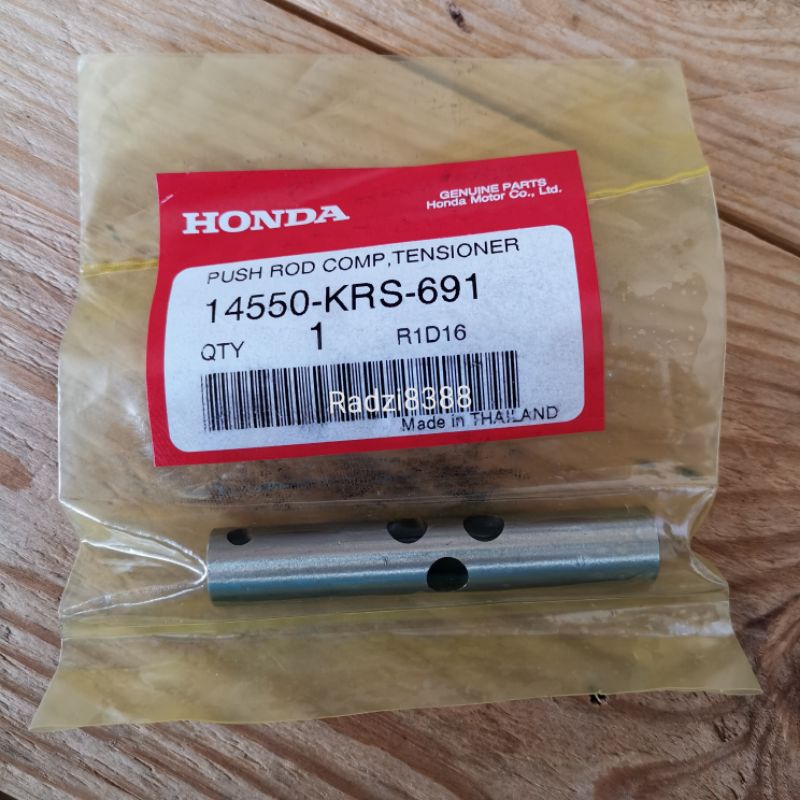 HONDA
GENUINE PARTS
Honda Motor Co., Ltd.
PUSH ROD COMP,TENSIONER
14550-KRS-691
QTY 1 R1D16
Radzi8388
Made in THAILAND